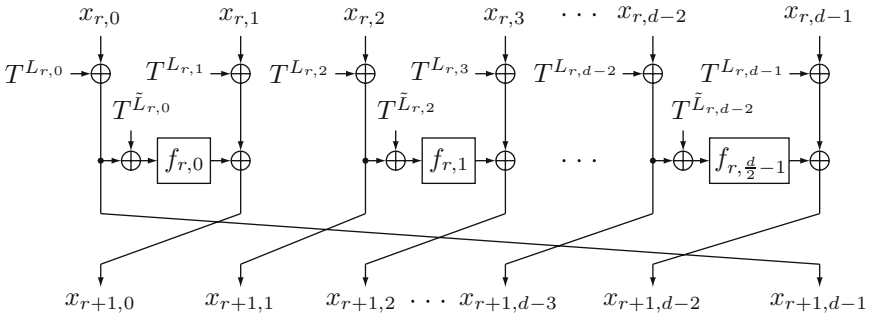 x_{r,0} x_{r,1} x_{r,2} x_{r,3} ⋯ x_{r,d−2} x_{r,d−1}
T^{L_{r,0}} T^{L_{r,1}} T^{L_{r,2}} T^{L_{r,3}} T^{L_{r,d−2}} T^{L_{r,d−1}}
T^{\tilde{L}_{r,0}} T^{\tilde{L}_{r,2}} T^{\tilde{L}_{r,d−2}}
f_{r,0} f_{r,1} ⋯ f_{r,\frac{d}{2}−1}
x_{r+1,0} x_{r+1,1} x_{r+1,2} ⋯ x_{r+1,d−3} x_{r+1,d−2} x_{r+1,d−1}